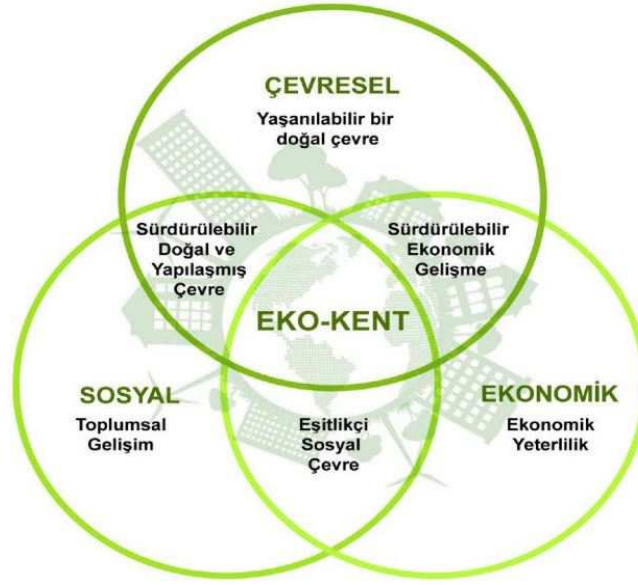 ÇEVRESEL
Yaşanılabilir bir
doğal çevre
Sürdürülebilir
Doğal ve
Yapılaşmış
Çevre
Sürdürülebilir
Ekonomik
Gelişme
EKO-KENT
SOSYAL
Toplumsal
Gelişim
Eşitlikçi
Sosyal
Çevre
EKONOMİK
Ekonomik
Yeterlilik